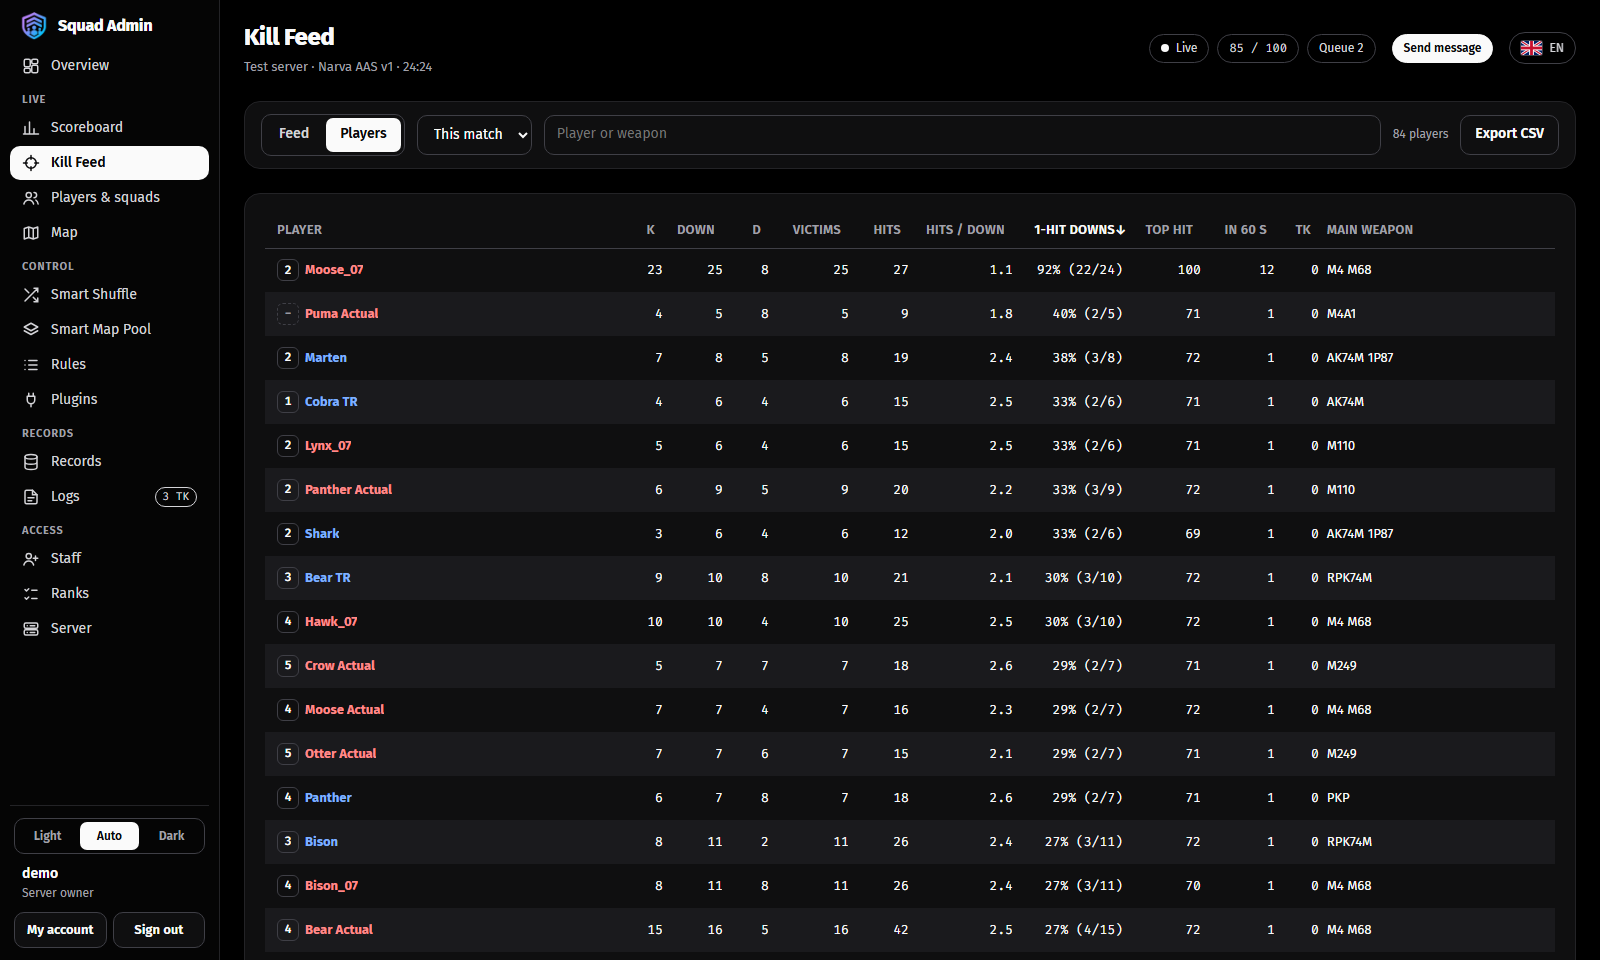 Squad Admin
Overview
LIVE
Scoreboard
Kill Feed
Players & squads
Map
CONTROL
Smart Shuffle
Smart Map Pool
Rules
Plugins
RECORDS
Records
Logs 3 TK
ACCESS
Staff
Ranks
Server
Light Auto Dark
demo
Server owner
My account Sign out
Kill Feed
Test server · Narva AAS v1 · 24:24
Live 85 / 100 Queue 2 Send message EN
Feed Players This match Player or weapon 84 players Export CSV
PLAYER K DOWN D VICTIMS HITS HITS / DOWN 1-HIT DOWNS↓ TOP HIT IN 60 S TK MAIN WEAPON
2 Moose_07 23 25 8 25 27 1.1 92% (22/24) 100 12 0 M4 M68
– Puma Actual 4 5 8 5 9 1.8 40% (2/5) 71 1 0 M4A1
2 Marten 7 8 5 8 19 2.4 38% (3/8) 72 1 0 AK74M 1P87
1 Cobra TR 4 6 4 6 15 2.5 33% (2/6) 71 1 0 AK74M
2 Lynx_07 5 6 4 6 15 2.5 33% (2/6) 71 1 0 M110
2 Panther Actual 6 9 5 9 20 2.2 33% (3/9) 72 1 0 M110
2 Shark 3 6 4 6 12 2.0 33% (2/6) 69 1 0 AK74M 1P87
3 Bear TR 9 10 8 10 21 2.1 30% (3/10) 72 1 0 RPK74M
4 Hawk_07 10 10 4 10 25 2.5 30% (3/10) 72 1 0 M4 M68
5 Crow Actual 5 7 7 7 18 2.6 29% (2/7) 71 1 0 M249
4 Moose Actual 7 7 4 7 16 2.3 29% (2/7) 72 1 0 M4 M68
5 Otter Actual 7 7 6 7 15 2.1 29% (2/7) 71 1 0 M249
4 Panther 6 7 8 7 18 2.6 29% (2/7) 71 1 0 PKP
3 Bison 8 11 2 11 26 2.4 27% (3/11) 72 1 0 RPK74M
4 Bison_07 8 11 8 11 26 2.4 27% (3/11) 70 1 0 M4 M68
4 Bear Actual 15 16 5 16 42 2.5 27% (4/15) 72 1 0 M4 M68